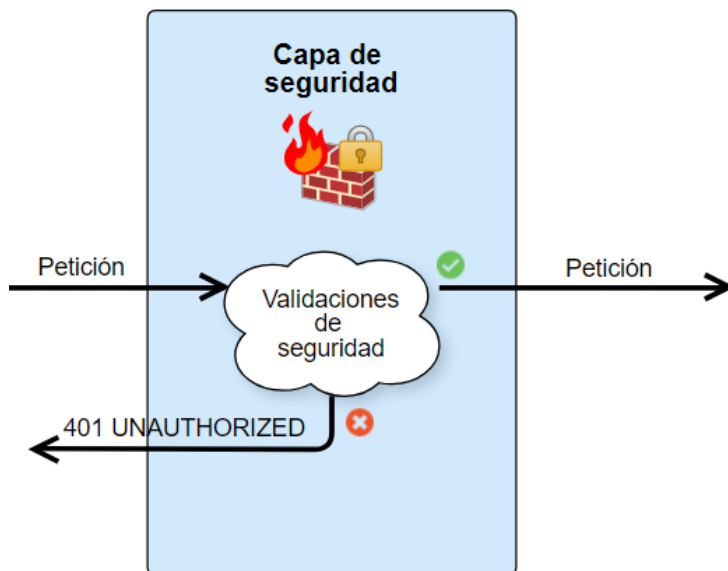 Capa de
seguridad
Petición
Petición
Validaciones
de
seguridad
401 UNAUTHORIZED